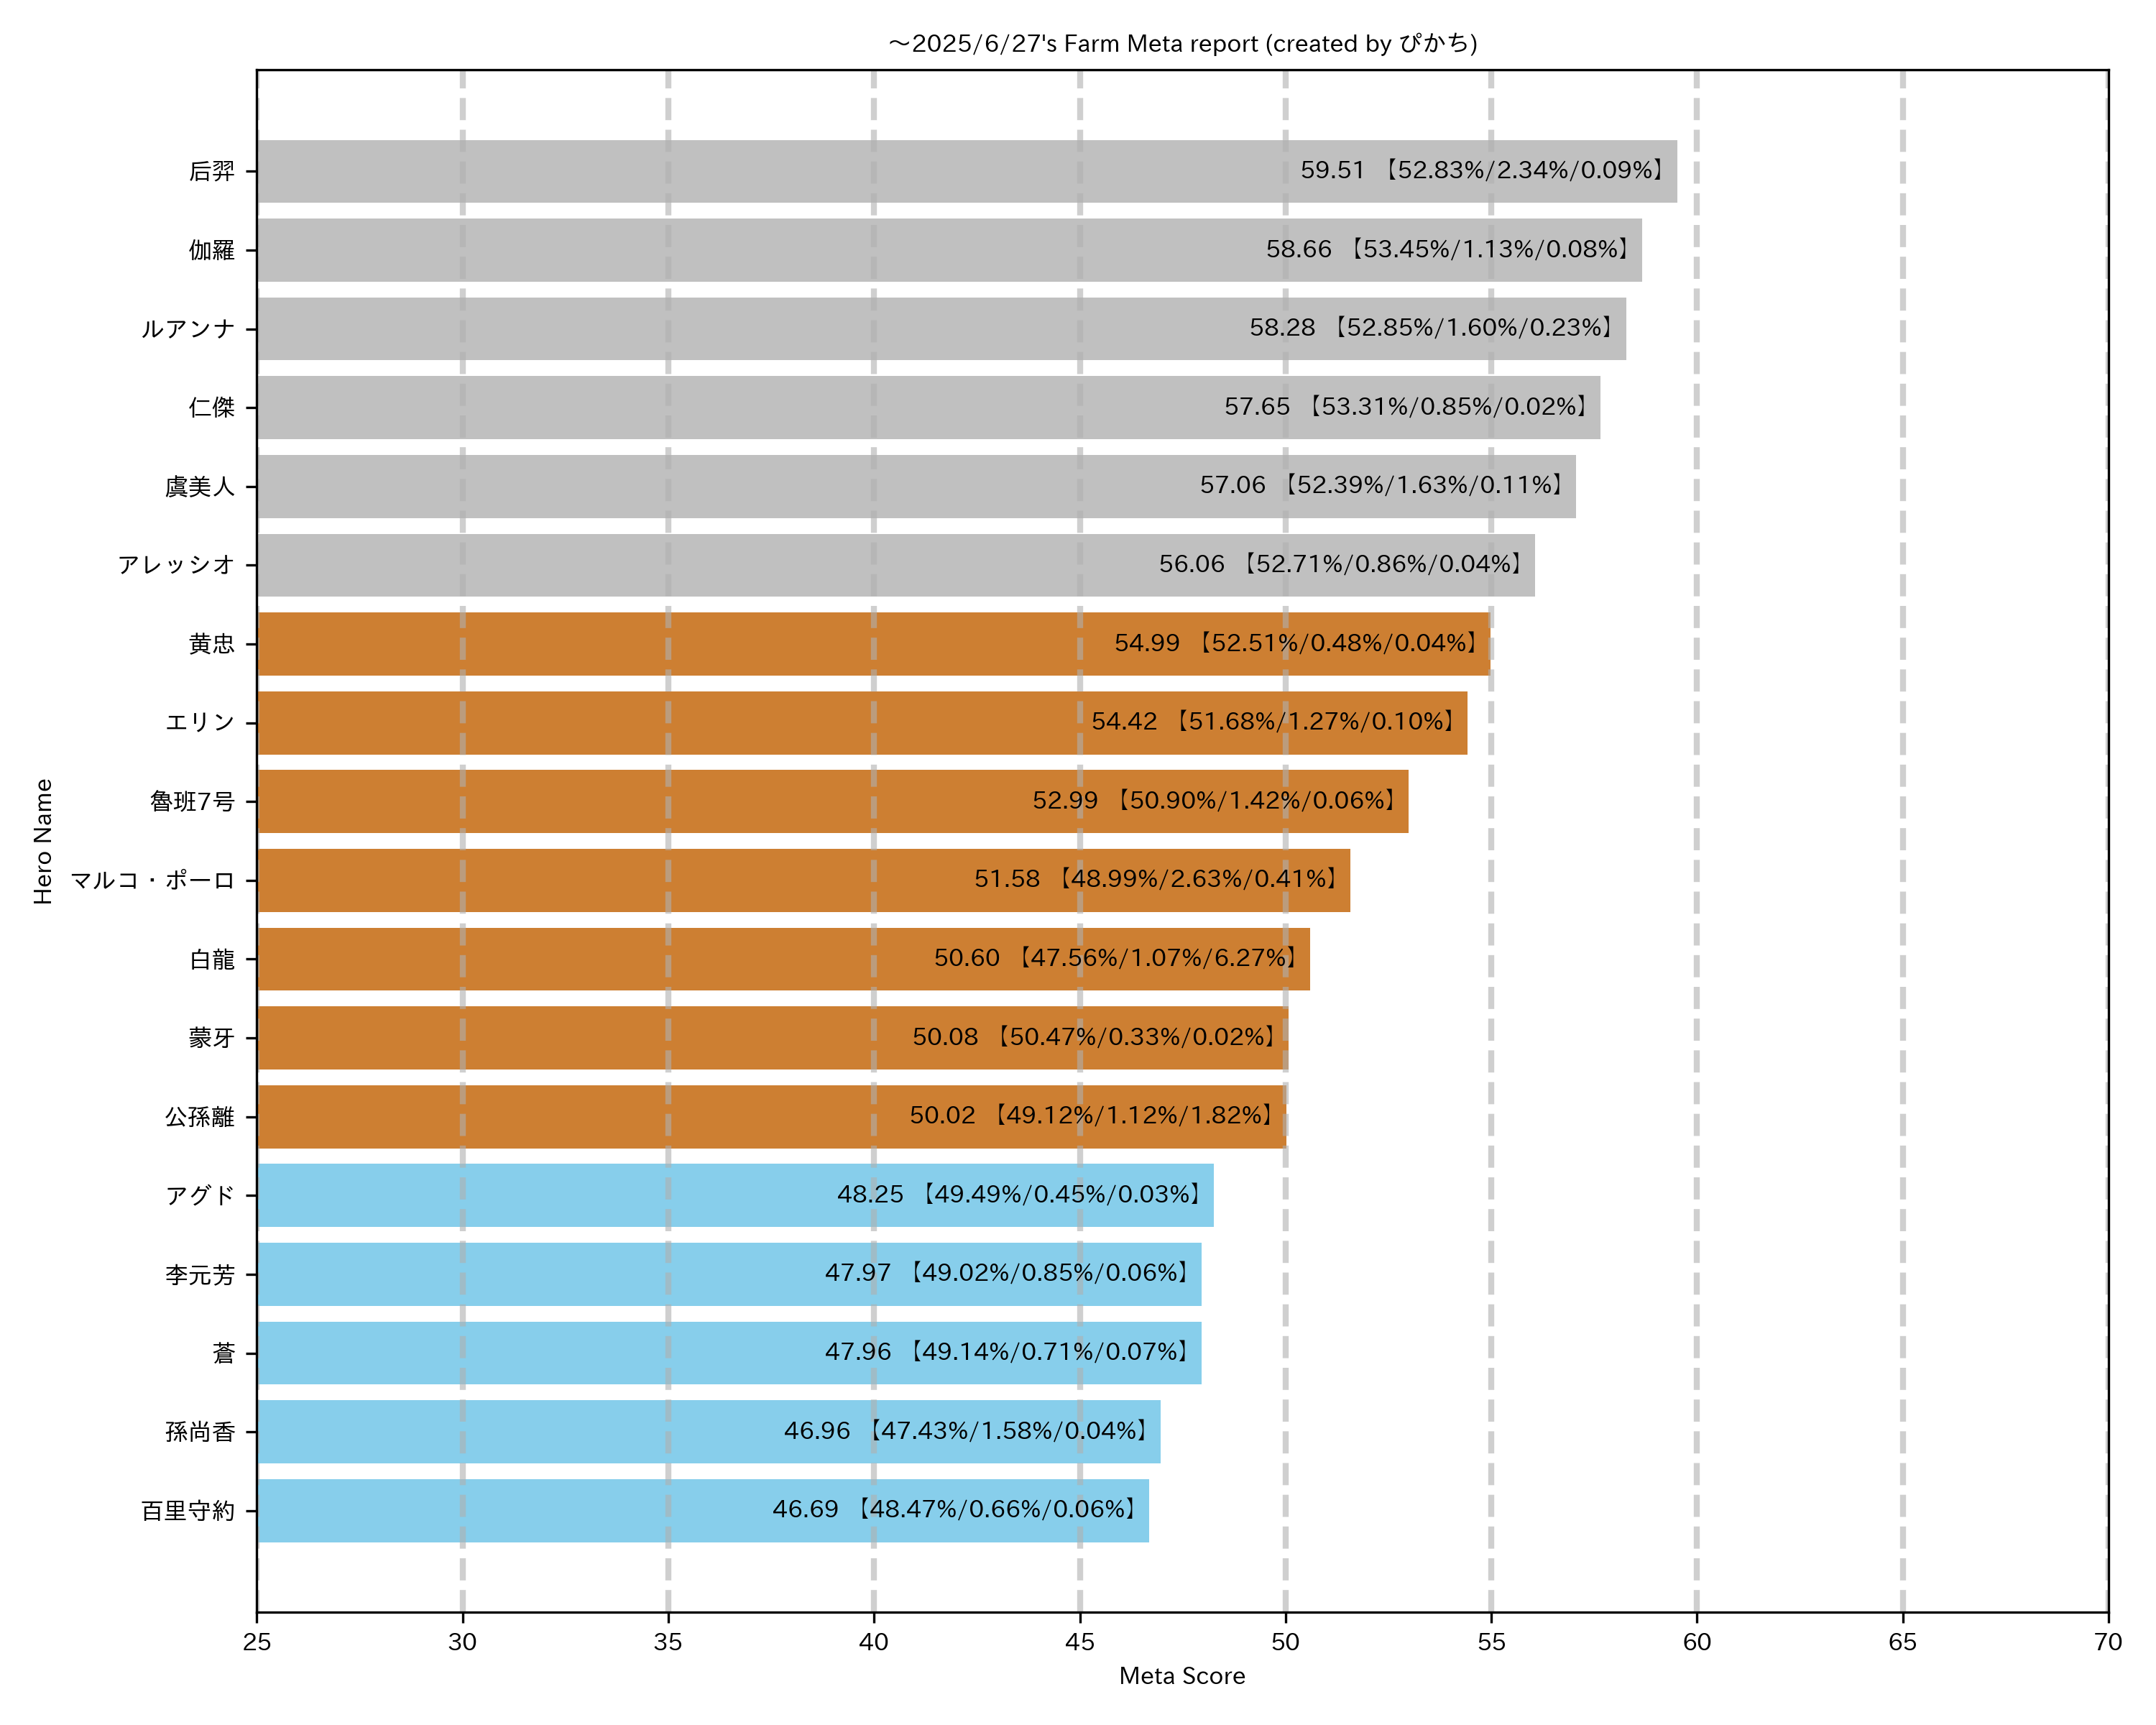 ～2025/6/27's Farm Meta report (created by ぴかち)
后羿 59.51 【52.83%/2.34%/0.09%】
伽羅 58.66 【53.45%/1.13%/0.08%】
ルアンナ 58.28 【52.85%/1.60%/0.23%】
仁傑 57.65 【53.31%/0.85%/0.02%】
虞美人 57.06 【52.39%/1.63%/0.11%】
アレッシオ 56.06 【52.71%/0.86%/0.04%】
黄忠 54.99 【52.51%/0.48%/0.04%】
エリン 54.42 【51.68%/1.27%/0.10%】
魯班7号 52.99 【50.90%/1.42%/0.06%】
マルコ・ポーロ 51.58 【48.99%/2.63%/0.41%】
白龍 50.60 【47.56%/1.07%/6.27%】
蒙牙 50.08 【50.47%/0.33%/0.02%】
公孫離 50.02 【49.12%/1.12%/1.82%】
アグド 48.25 【49.49%/0.45%/0.03%】
李元芳 47.97 【49.02%/0.85%/0.06%】
蒼 47.96 【49.14%/0.71%/0.07%】
孫尚香 46.96 【47.43%/1.58%/0.04%】
百里守約 46.69 【48.47%/0.66%/0.06%】
Hero Name
25 30 35 40 45 50 55 60 65 70
Meta Score